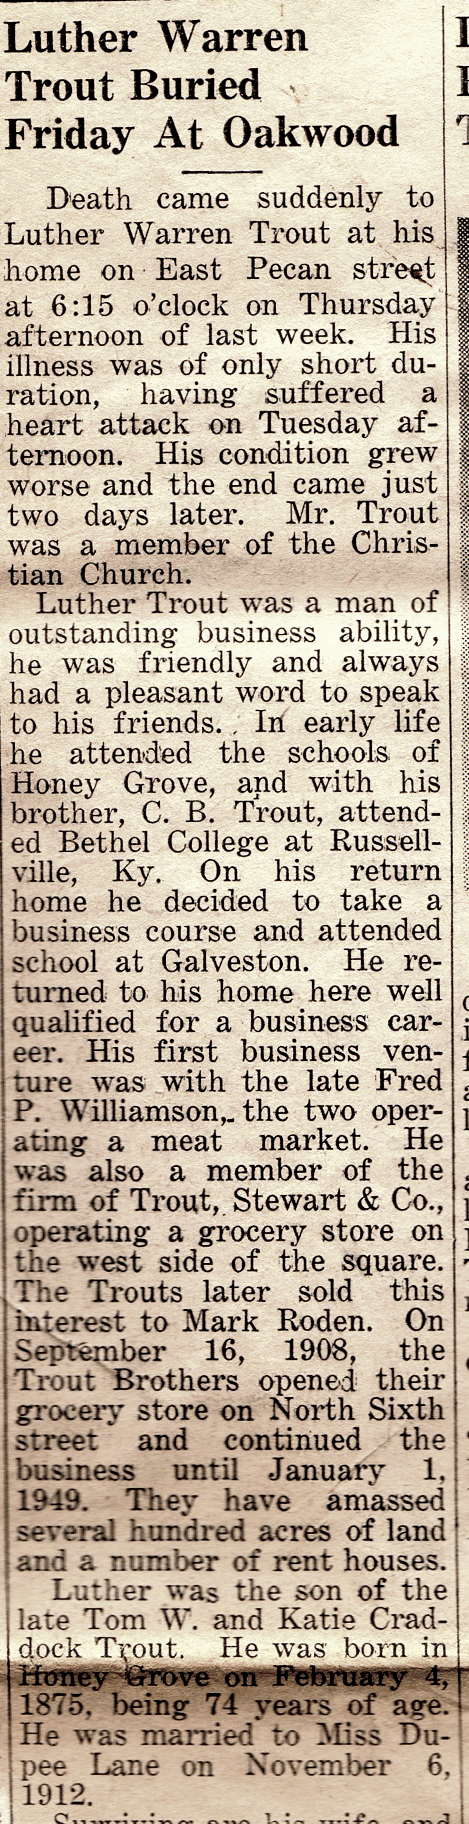 Luther Warren
Trout Buried
Friday At Oakwood
Death came suddenly to
Luther Warren Trout at his
home on East Pecan street
at 6:15 o'clock on Thursday
afternoon of last week. His
illness was of only short du-
ration, having suffered a
heart attack on Tuesday af-
ternoon. His condition grew
worse and the end came just
two days later. Mr. Trout
was a member of the Chris-
tian Church.
Luther Trout was a man of
outstanding business ability,
he was friendly and always
had a pleasant word to speak
to his friends. In early life
he attended the schools of
Honey Grove, and with his
brother, C. B. Trout, attend-
ed Bethel College at Russell-
ville, Ky. On his return
home he decided to take a
business course and attended
school at Galveston. He re-
turned to his home here well
qualified for a business car-
eer. His first business ven-
ture was with the late Fred
P. Williamson, the two oper-
ating a meat market. He
was also a member of the
firm of Trout, Stewart & Co.,
operating a grocery store on
the west side of the square.
The Trouts later sold this
interest to Mark Roden. On
September 16, 1908, the
Trout Brothers opened their
grocery store on North Sixth
street and continued the
business until January 1,
1949. They have amassed
several hundred acres of land
and a number of rent houses.
Luther was the son of the
late Tom W. and Katie Crad-
dock Trout. He was born in
Honey Grove on February 4,
1875, being 74 years of age.
He was married to Miss Du-
pee Lane on November 6,
1912.
Surviving are his wife, and